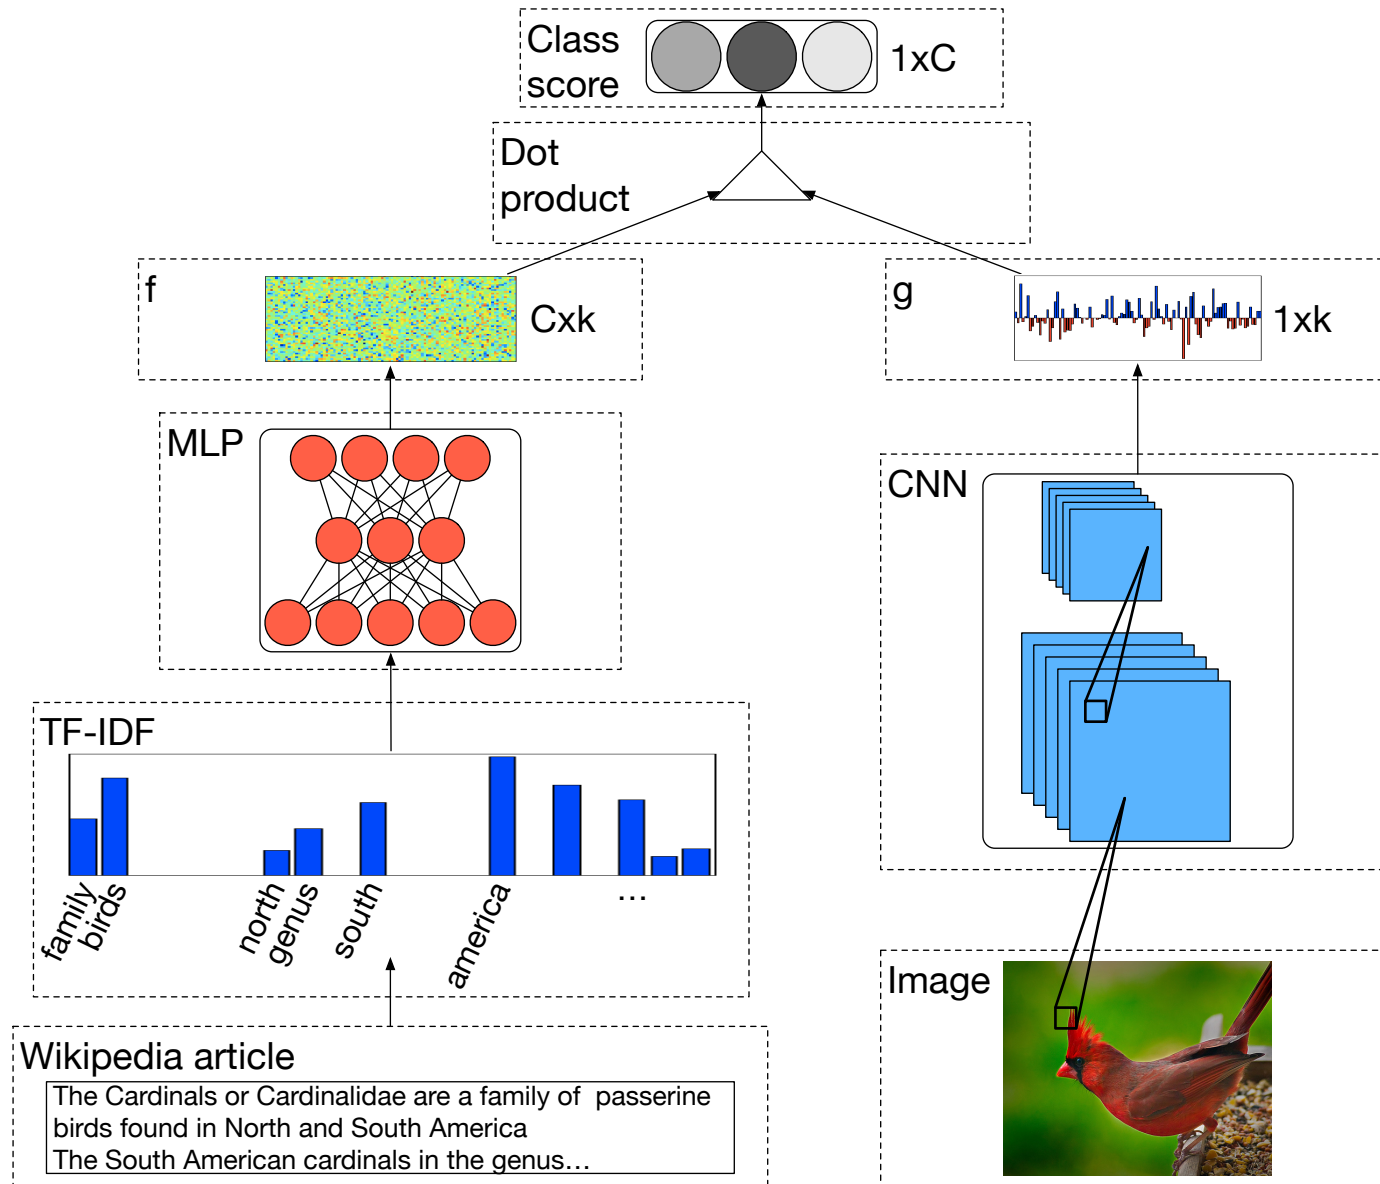 Class
score
1xC
Dot
product
f
Cxk
g
1xk
MLP
CNN
TF-IDF
family
birds
north
genus
south
america
...
Image
Wikipedia article
The Cardinals or Cardinalidae are a family of  passerine
birds found in North and South America
The South American cardinals in the genus...